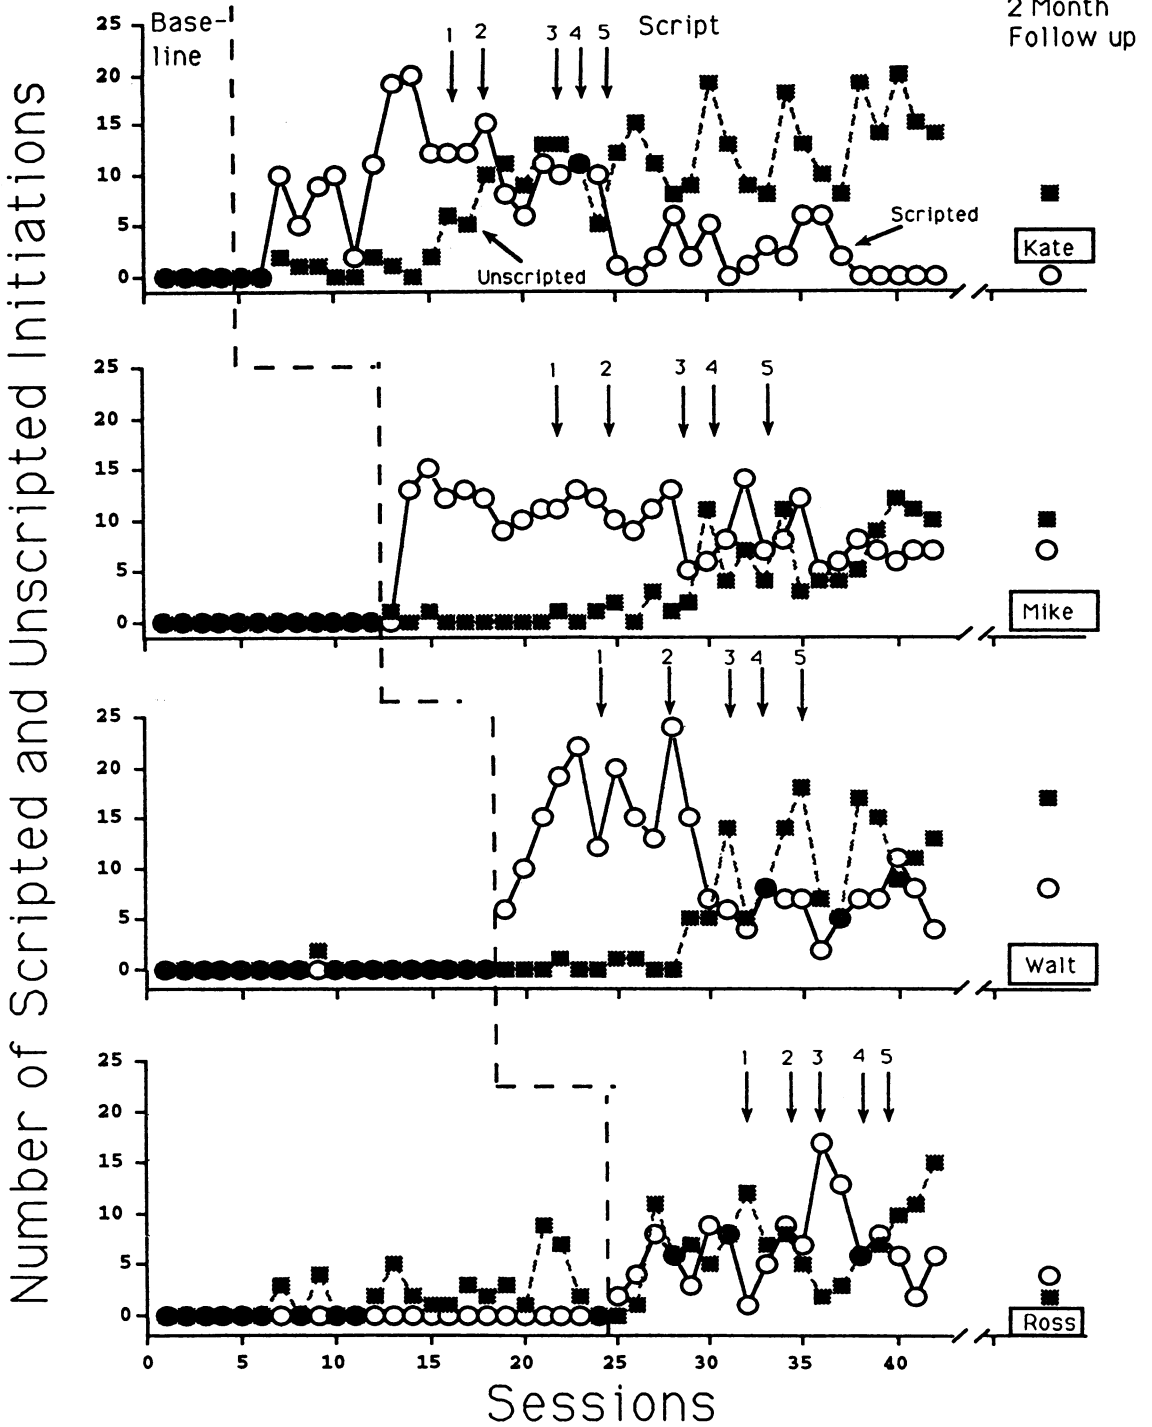 Number of Scripted and Unscripted Initiations
Base-
line
Script
2 Month
Follow up
1 2 3 4 5
25
20
15
10
5
0
Unscripted
Scripted
Kate
1 2 3 4 5
25
20
15
10
5
0
Mike
1 2 3 4 5
25
20
15
10
5
0
Walt
1 2 3 4 5
25
20
15
10
5
0
Ross
0 5 10 15 20 25 30 35 40
Sessions